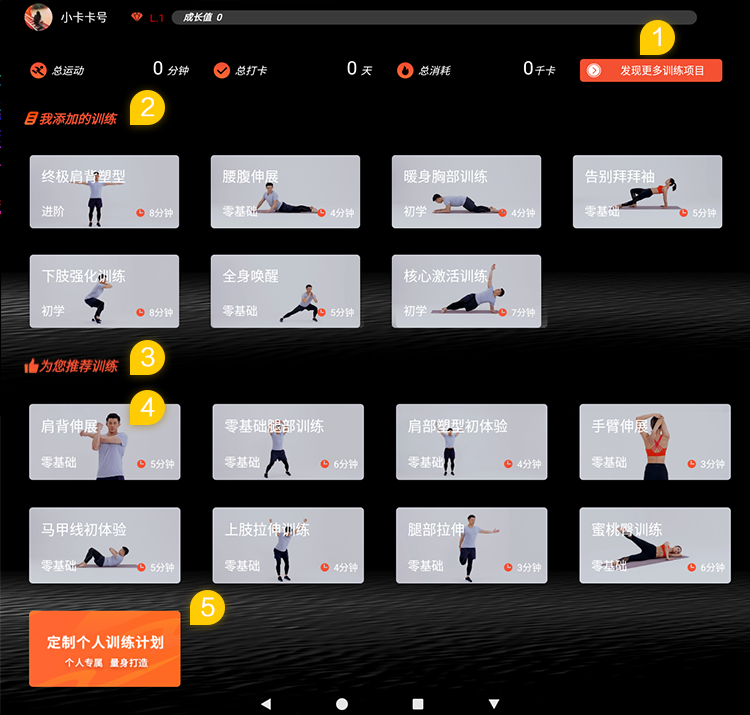 小卡卡号 L.1 成长值 0
1
总运动 0 分钟 总打卡 0 天 总消耗 0千卡 发现更多训练项目
我添加的训练 2
终极肩背塑型 腰腹伸展 暖身胸部训练 告别拜拜袖
进阶 8分钟 零基础 4分钟 初学 4分钟 零基础 5分钟
下肢强化训练 全身唤醒 核心激活训练
初学 8分钟 零基础 5分钟 初学 7分钟
为您推荐训练 3
4
肩背伸展 零基础腿部训练 肩部塑型初体验 手臂伸展
零基础 5分钟 零基础 6分钟 零基础 4分钟 零基础 3分钟
马甲线初体验 上肢拉伸训练 腿部拉伸 蜜桃臀训练
零基础 5分钟 零基础 4分钟 零基础 3分钟 零基础 6分钟
5
定制个人训练计划
个人专属 量身打造